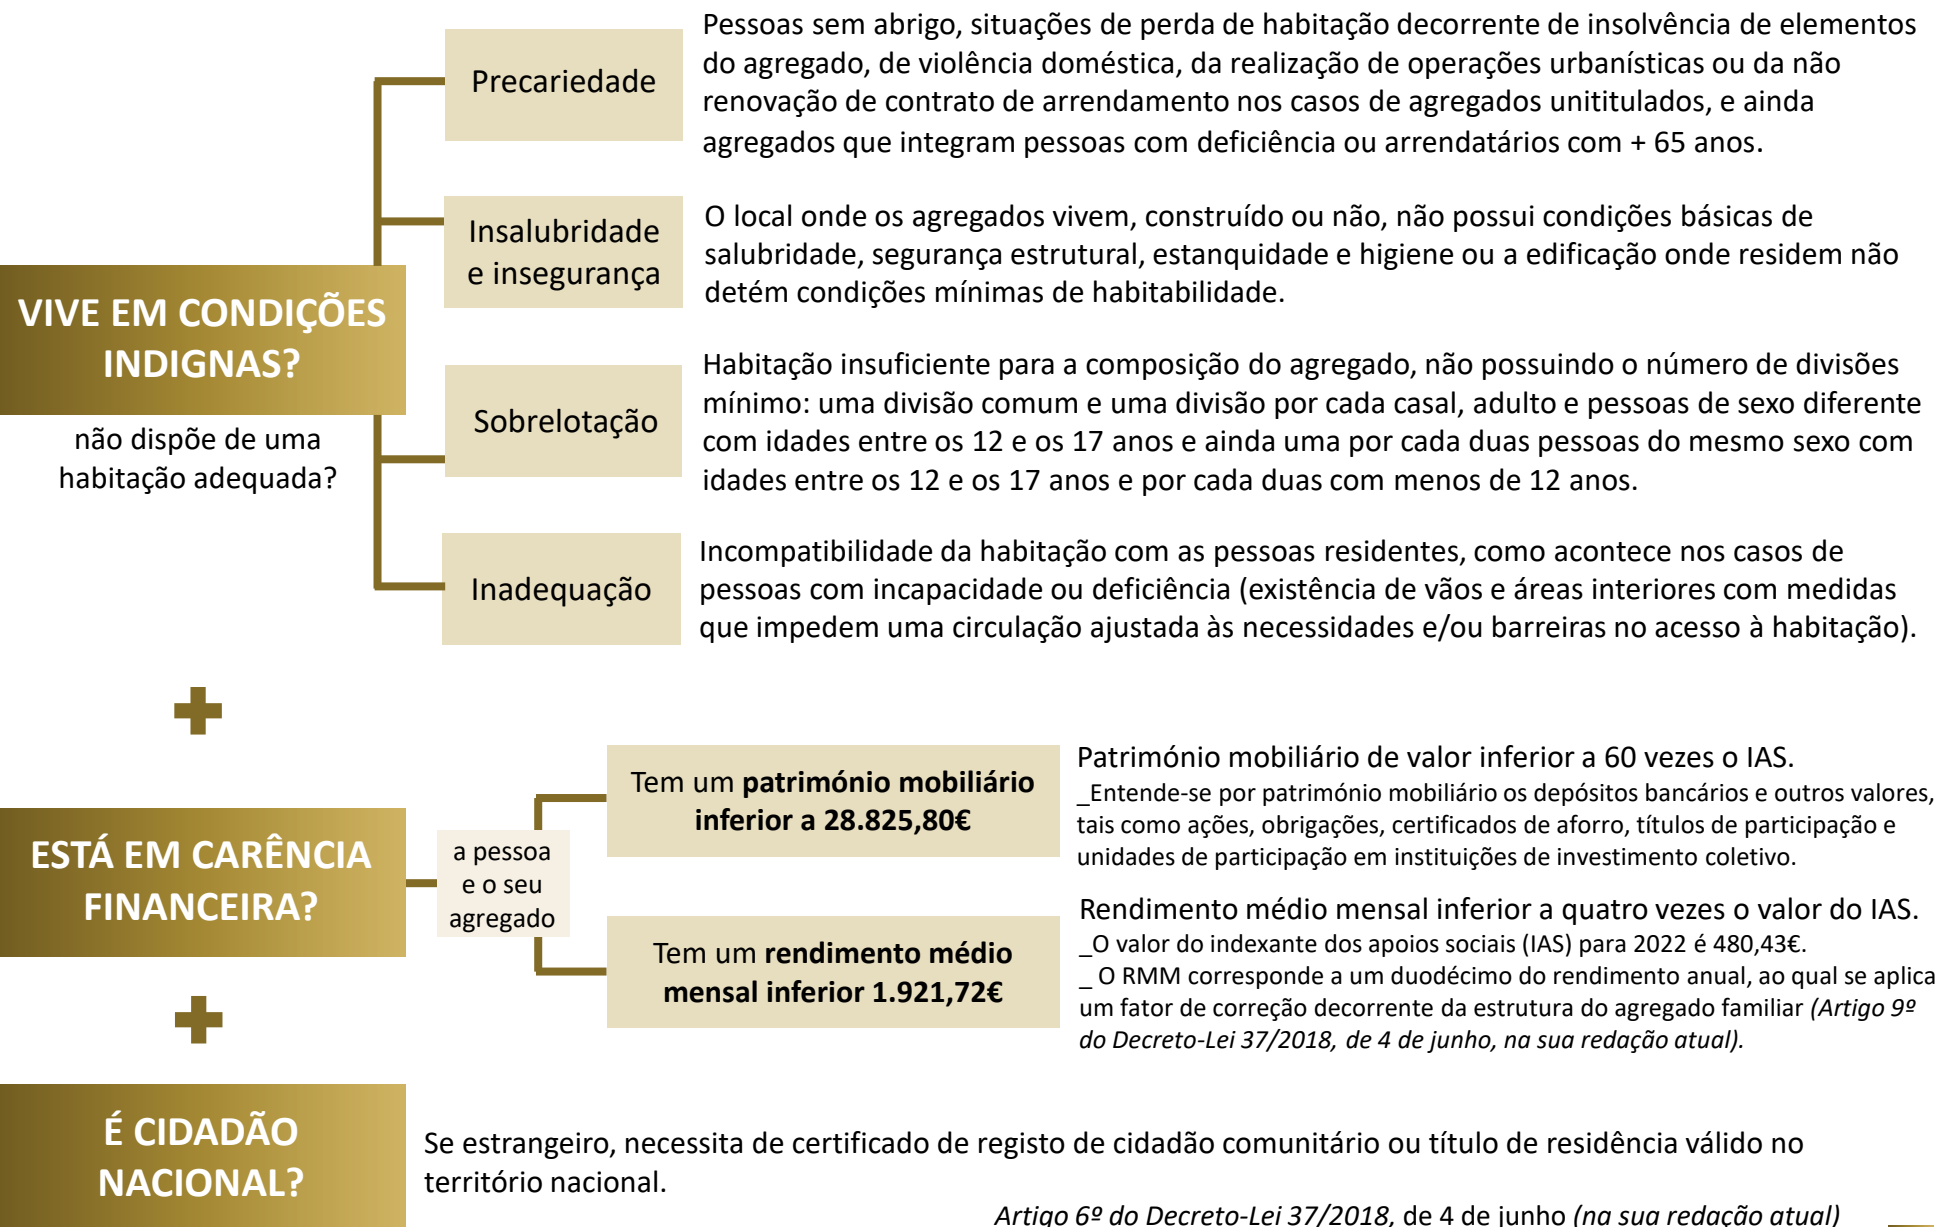 Precariedade
Pessoas sem abrigo, situações de perda de habitação decorrente de insolvência de elementos
do agregado, de violência doméstica, da realização de operações urbanísticas ou da não
renovação de contrato de arrendamento nos casos de agregados unititulados, e ainda
agregados que integram pessoas com deficiência ou arrendatários com + 65 anos.
Insalubridade
e insegurança
O local onde os agregados vivem, construído ou não, não possui condições básicas de
salubridade, segurança estrutural, estanquidade e higiene ou a edificação onde residem não
detém condições mínimas de habitabilidade.
VIVE EM CONDIÇÕES
INDIGNAS?
não dispõe de uma
habitação adequada?
Sobrelotação
Habitação insuficiente para a composição do agregado, não possuindo o número de divisões
mínimo: uma divisão comum e uma divisão por cada casal, adulto e pessoas de sexo diferente
com idades entre os 12 e os 17 anos e ainda uma por cada duas pessoas do mesmo sexo com
idades entre os 12 e os 17 anos e por cada duas com menos de 12 anos.
Inadequação
Incompatibilidade da habitação com as pessoas residentes, como acontece nos casos de
pessoas com incapacidade ou deficiência (existência de vãos e áreas interiores com medidas
que impedem uma circulação ajustada às necessidades e/ou barreiras no acesso à habitação).
ESTÁ EM CARÊNCIA
FINANCEIRA?
a pessoa
e o seu
agregado
Tem um património mobiliário
inferior a 28.825,80€
Património mobiliário de valor inferior a 60 vezes o IAS.
_Entende-se por património mobiliário os depósitos bancários e outros valores,
tais como ações, obrigações, certificados de aforro, títulos de participação e
unidades de participação em instituições de investimento coletivo.
Tem um rendimento médio
mensal inferior 1.921,72€
Rendimento médio mensal inferior a quatro vezes o valor do IAS.
_O valor do indexante dos apoios sociais (IAS) para 2022 é 480,43€.
_ O RMM corresponde a um duodécimo do rendimento anual, ao qual se aplica
um fator de correção decorrente da estrutura do agregado familiar (Artigo 9º
do Decreto-Lei 37/2018, de 4 de junho, na sua redação atual).
É CIDADÃO
NACIONAL?
Se estrangeiro, necessita de certificado de registo de cidadão comunitário ou título de residência válido no
território nacional.
Artigo 6º do Decreto-Lei 37/2018, de 4 de junho (na sua redação atual)